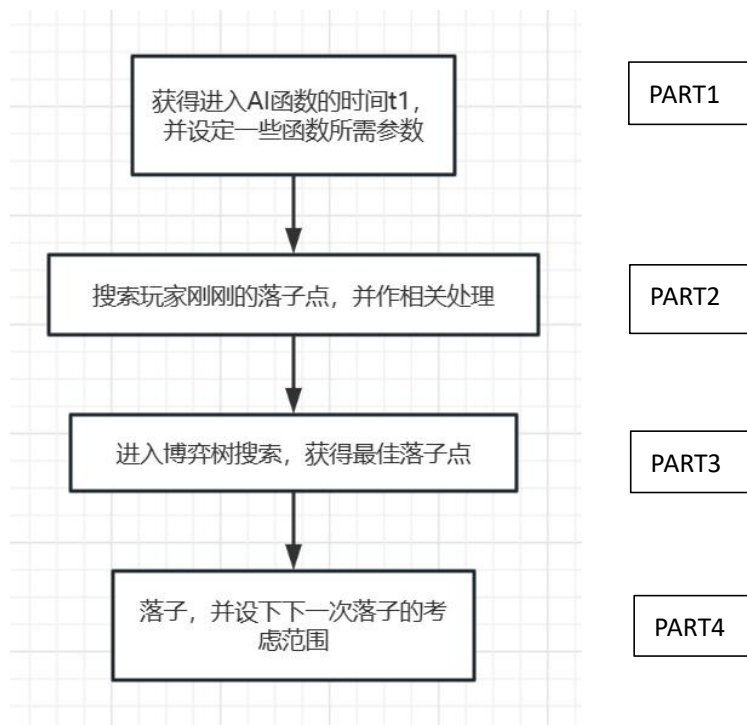 获得进入AI函数的时间t1,
并设定一些函数所需参数
PART1
搜索玩家刚刚的落子点，并作相关处理
PART2
进入博弈树搜索，获得最佳落子点
PART3
落子，并设下下一次落子的考
虑范围
PART4